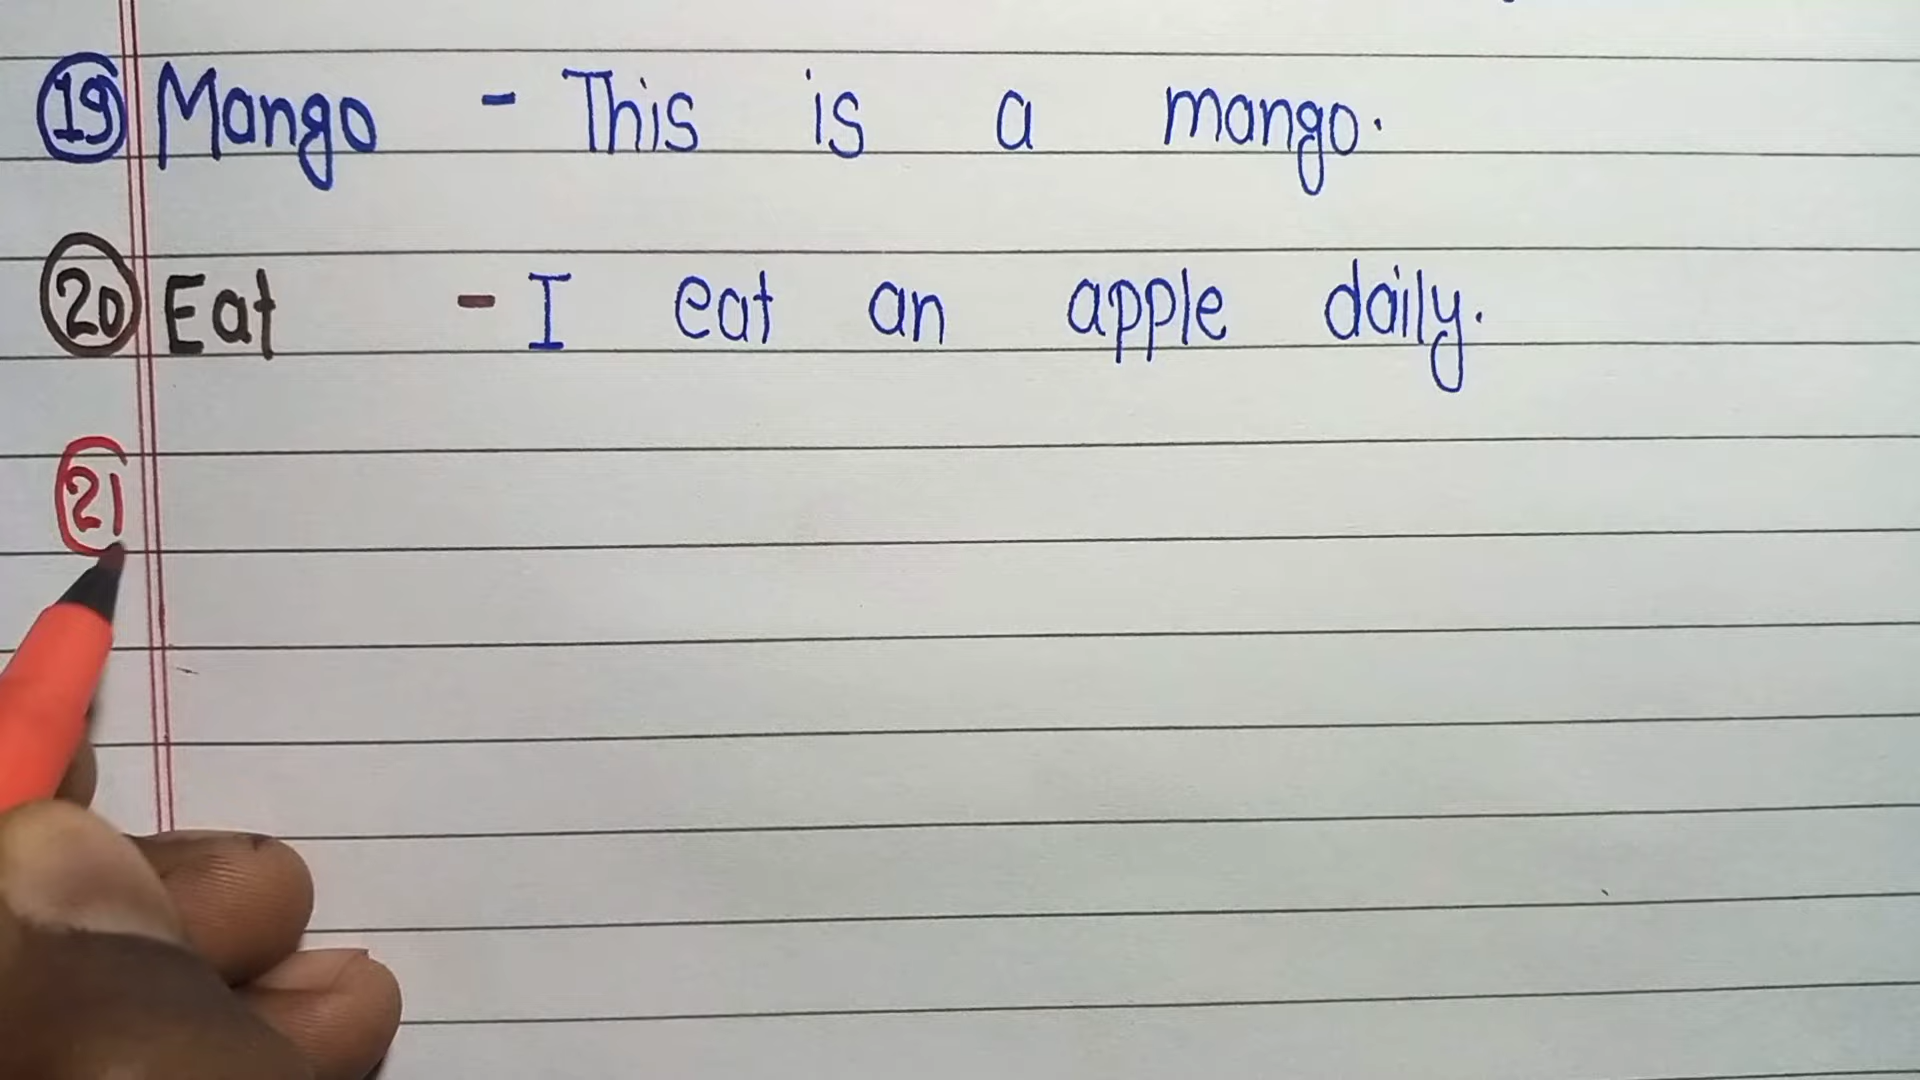 19 Mango - This is a mango.
20 Eat - I eat an apple daily.
21